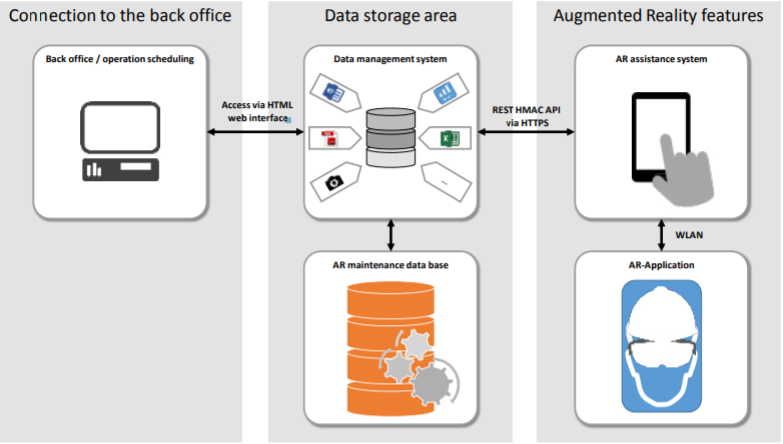 Connection to the back office
Data storage area
Augmented Reality features
Back office / operation scheduling
Data management system
AR assistance system
Access via HTML
web interface
REST HMAC API
via HTTPS
...
WLAN
AR maintenance data base
AR-Application